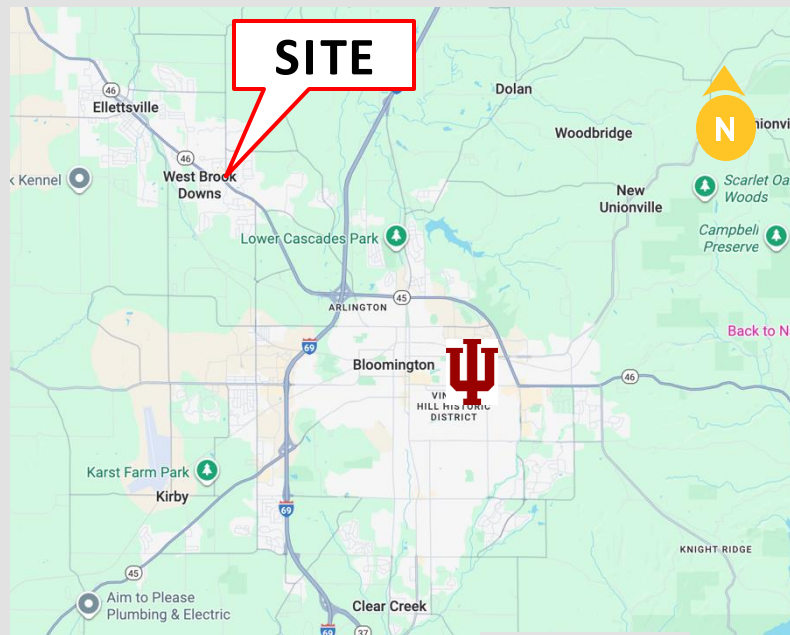 SITE
46
Ellettsville
Dolan
N
Woodbridge
46
West Brook
Downs
Kennel
Scarlet Oa
Woods
New
Unionville
Campbell
Preserve
Lower Cascades Park
45
ARLINGTON
69
Back to N
Bloomington
46
HILL HISTORIC
DISTRICT
Karst Farm Park
Kirby
69
KNIGHT RIDGE
45
Aim to Please
Plumbing & Electric
Clear Creek
69
37